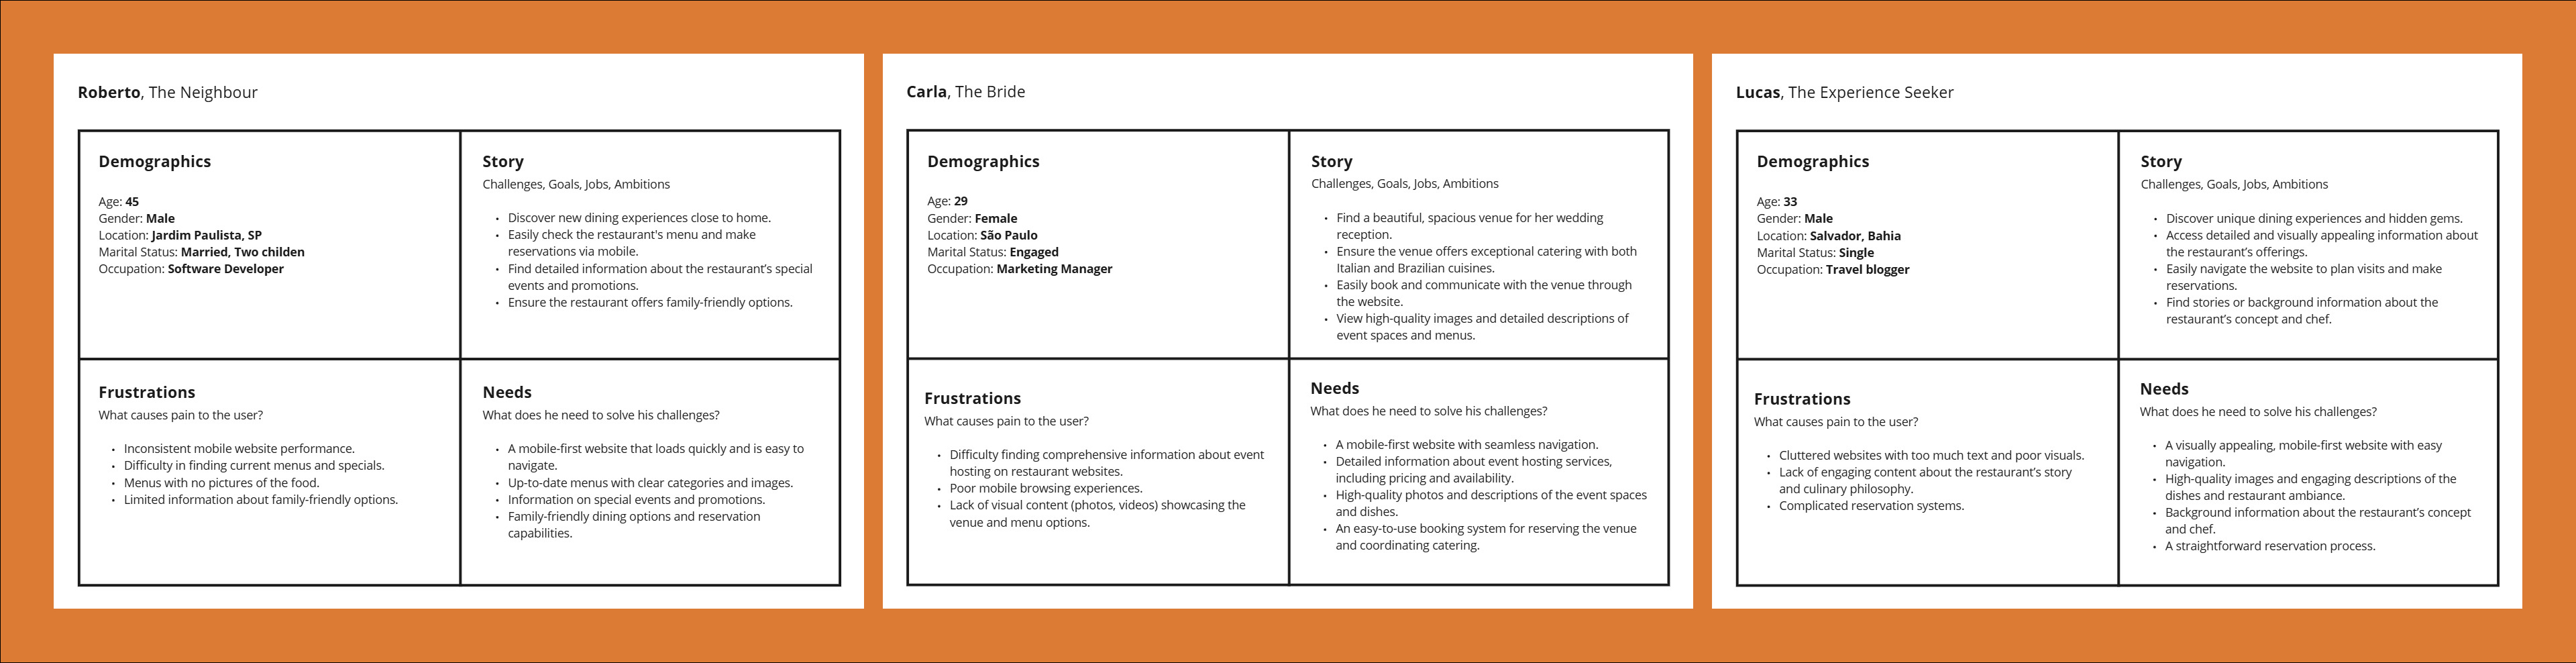 Roberto, The Neighbour
Demographics
Age: 45
Gender: Male
Location: Jardim Paulista, SP
Marital Status: Married, Two childen
Occupation: Software Developer
Story
Challenges, Goals, Jobs, Ambitions
• Discover new dining experiences close to home.
• Easily check the restaurant's menu and make
reservations via mobile.
• Find detailed information about the restaurant’s special
events and promotions.
• Ensure the restaurant offers family-friendly options.
Frustrations
What causes pain to the user?
• Inconsistent mobile website performance.
• Difficulty in finding current menus and specials.
• Menus with no pictures of the food.
• Limited information about family-friendly options.
Needs
What does he need to solve his challenges?
• A mobile-first website that loads quickly and is easy to
navigate.
• Up-to-date menus with clear categories and images.
• Information on special events and promotions.
• Family-friendly dining options and reservation
capabilities.
Carla, The Bride
Demographics
Age: 29
Gender: Female
Location: São Paulo
Marital Status: Engaged
Occupation: Marketing Manager
Story
Challenges, Goals, Jobs, Ambitions
• Find a beautiful, spacious venue for her wedding
reception.
• Ensure the venue offers exceptional catering with both
Italian and Brazilian cuisines.
• Easily book and communicate with the venue through
the website.
• View high-quality images and detailed descriptions of
event spaces and menus.
Frustrations
What causes pain to the user?
• Difficulty finding comprehensive information about event
hosting on restaurant websites.
• Poor mobile browsing experiences.
• Lack of visual content (photos, videos) showcasing the
venue and menu options.
Needs
What does he need to solve his challenges?
• A mobile-first website with seamless navigation.
• Detailed information about event hosting services,
including pricing and availability.
• High-quality photos and descriptions of the event spaces
and dishes.
• An easy-to-use booking system for reserving the venue
and coordinating catering.
Lucas, The Experience Seeker
Demographics
Age: 33
Gender: Male
Location: Salvador, Bahia
Marital Status: Single
Occupation: Travel blogger
Story
Challenges, Goals, Jobs, Ambitions
• Discover unique dining experiences and hidden gems.
• Access detailed and visually appealing information about
the restaurant’s offerings.
• Easily navigate the website to plan visits and make
reservations.
• Find stories or background information about the
restaurant’s concept and chef.
Frustrations
What causes pain to the user?
• Cluttered websites with too much text and poor visuals.
• Lack of engaging content about the restaurant’s story
and culinary philosophy.
• Complicated reservation systems.
Needs
What does he need to solve his challenges?
• A visually appealing, mobile-first website with easy
navigation.
• High-quality images and engaging descriptions of the
dishes and restaurant ambiance.
• Background information about the restaurant’s concept
and chef.
• A straightforward reservation process.